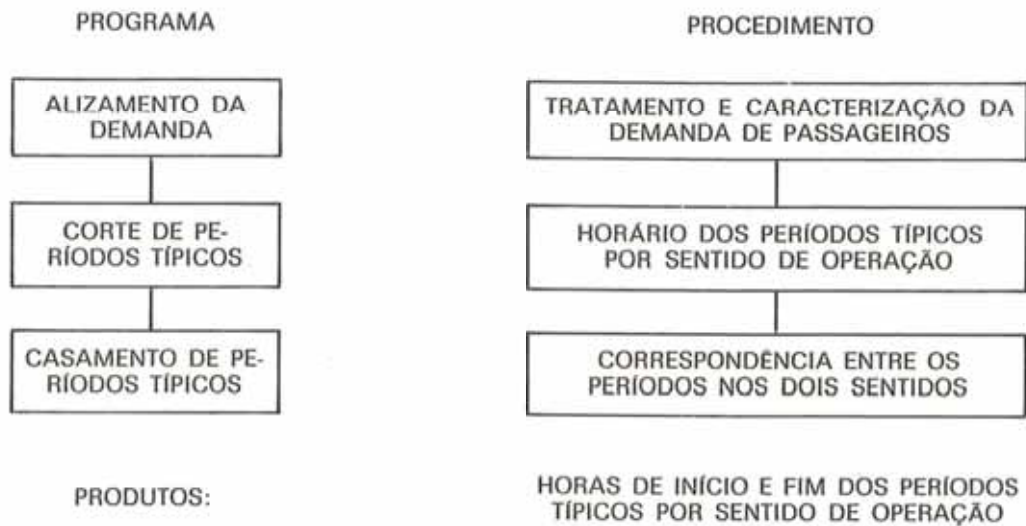 PROGRAMA
PROCEDIMENTO
ALIZAMENTO DA
DEMANDA
TRATAMENTO E CARACTERIZAÇÃO DA
DEMANDA DE PASSAGEIROS
CORTE DE PE-
RÍODOS TÍPICOS
HORÁRIO DOS PERÍODOS TÍPICOS
POR SENTIDO DE OPERAÇÃO
CASAMENTO DE PE-
RÍODOS TÍPICOS
CORRESPONDÊNCIA ENTRE OS
PERÍODOS NOS DOIS SENTIDOS
PRODUTOS:
HORAS DE INÍCIO E FIM DOS PERÍODOS
TÍPICOS POR SENTIDO DE OPERAÇÃO